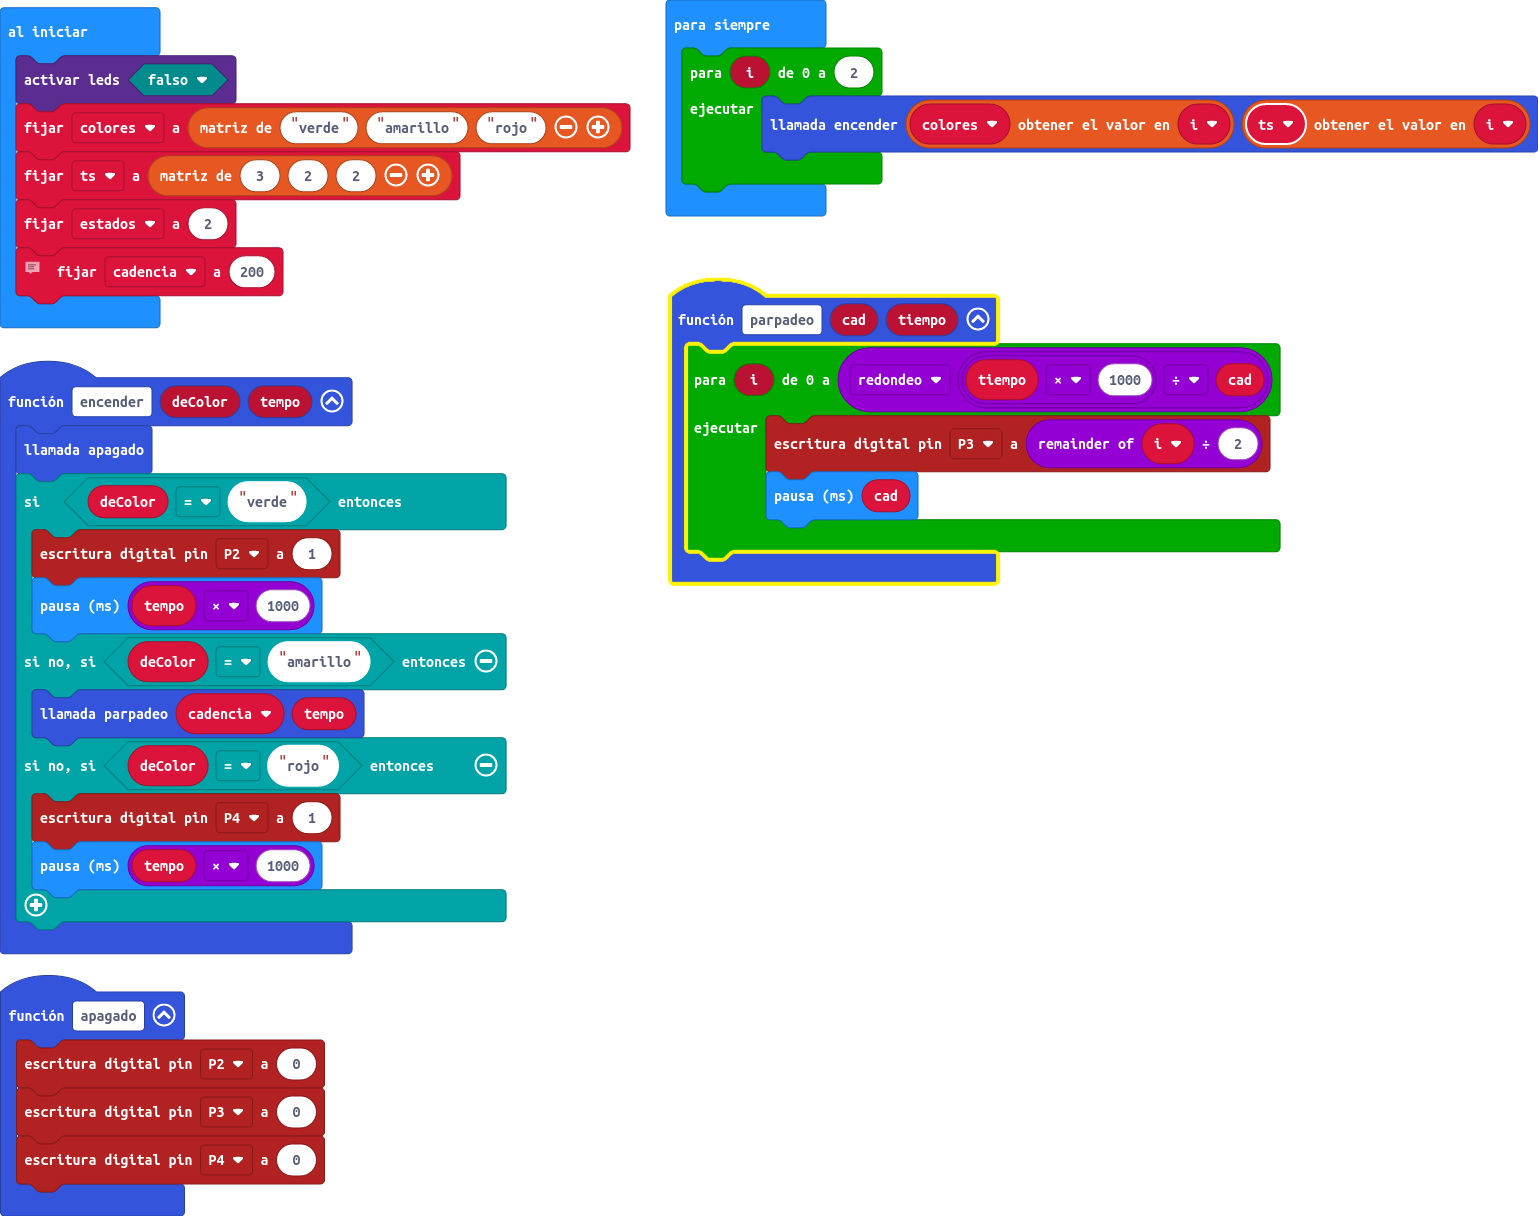 al iniciar
activar leds falso
fijar colores a matriz de "verde" "amarillo" "rojo"
fijar ts a matriz de 3 2 2
fijar estados a 2
fijar cadencia a 200
función encender deColor tempo
llamada apagado
si deColor = "verde" entonces
escritura digital pin P2 a 1
pausa (ms) tempo × 1000
si no, si deColor = "amarillo" entonces
llamada parpadeo cadencia tempo
si no, si deColor = "rojo" entonces
escritura digital pin P4 a 1
pausa (ms) tempo × 1000
función apagado
escritura digital pin P2 a 0
escritura digital pin P3 a 0
escritura digital pin P4 a 0
para siempre
para i de 0 a 2
ejecutar llamada encender colores obtener el valor en i ts obtener el valor en i
función parpadeo cad tiempo
para i de 0 a redondeo tiempo × 1000 ÷ cad
ejecutar escritura digital pin P3 a remainder of i ÷ 2
pausa (ms) cad